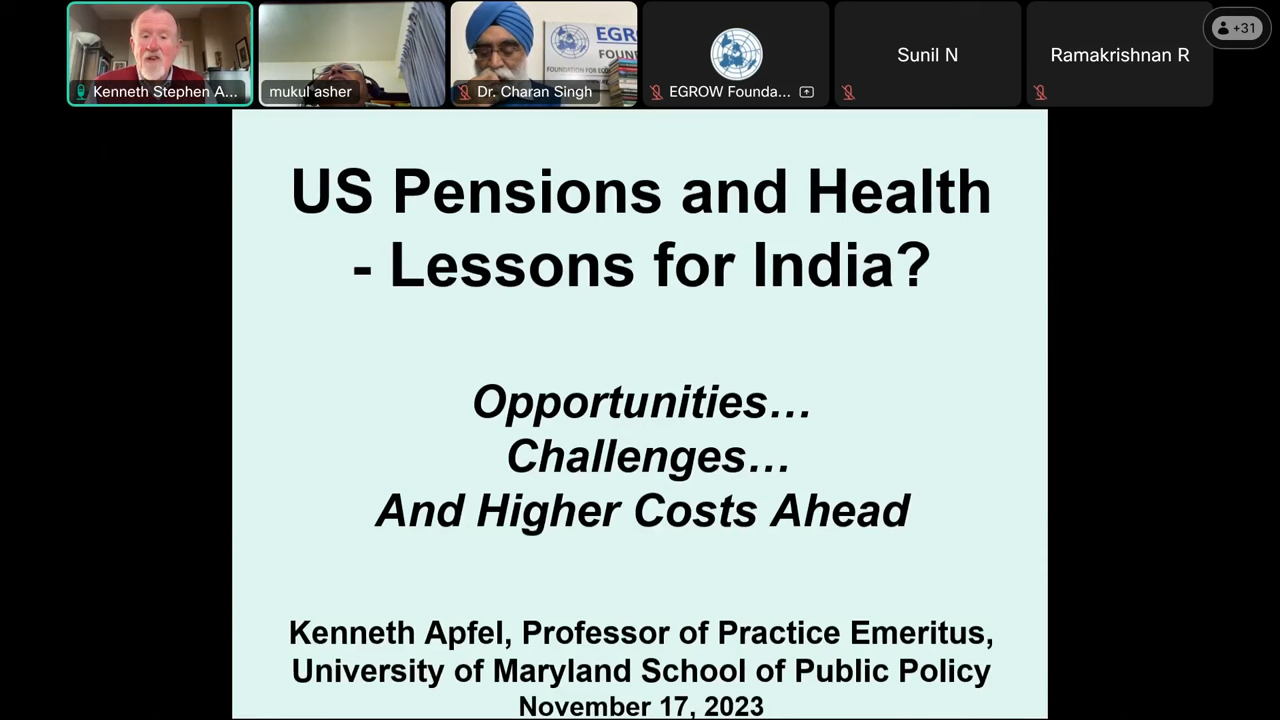 Kenneth Stephen A...
mukul asher
EGR
FOUN
Dr. Charan Singh
EGROW Founda...
Sunil N
Ramakrishnan R
+31
US Pensions and Health
- Lessons for India?
Opportunities…
Challenges…
And Higher Costs Ahead
Kenneth Apfel, Professor of Practice Emeritus,
University of Maryland School of Public Policy
November 17, 2023